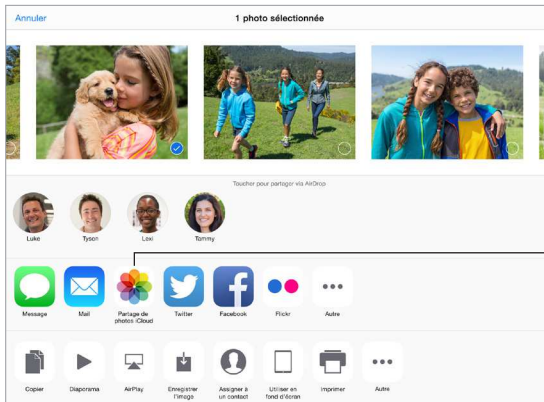 Annuler
1 photo sélectionnée
Toucher pour partager via AirDrop
Luke
Tyson
Lexi
Tammy
Message
Mail
Partage de
photos iCloud
Twitter
Facebook
Flickr
Autre
Copier
Diaporama
AirPlay
Enregistrer
l'image
Assigner à
un contact
Utiliser en
fond d'écran
Imprimer
Autre